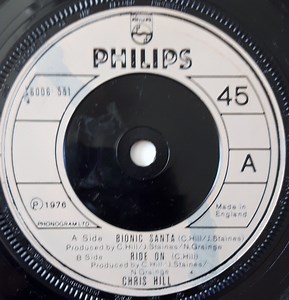 PHILIPS
6006 551
45
A
℗ 1976
PHONOGRAM LTD
Made in
England
A Side BIONIC SANTA (C.Hill/J.Staines)
Produced by C.Hill/J.Staines/N.Grainge
B Side RIDE ON (C.Hill)
Produced by C.Hill/J.Staines/
N.Grainge
CHRIS HILL